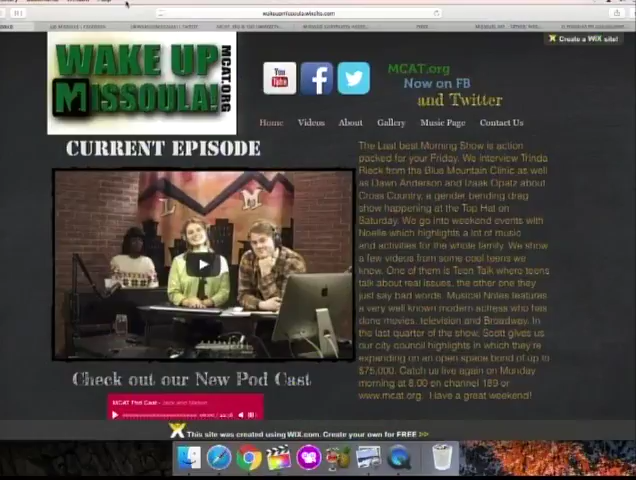 wakeupmissoula.wixsite.com
Create a WiX site!
WAKE UP
MISSOULA!
MCAT.ORG
You
Tube
MCAT.org
Now on FB
and Twitter
Home Videos About Gallery Music Page Contact Us
CURRENT EPISODE
The Last best Morning Show is action
packed for your Friday. We interview Trinda
Rieck from the Blue Mountain Clinic as well
as Dawn Anderson and Izaak Opatz about
Cross Country, a gender bending drag
show happening at the Top Hat on
Saturday. We go into weekend events with
Noelle which highlights a lot of music
and activities for the whole family. We show
a few videos from some cool teens we
know. One of them is Teen Talk where teens
talk about real issues, the other one they
just say bad words. Musical Notes features
a very well known modern actress who has
done movies, television and Broadway. In
the last quarter of the show, Scott gives us
our city council highlights in which they're
expanding on an open space bond of up to
$75,000. Catch us live again on Monday
morning at 8:00 on channel 189 or
www.mcat.org. I have a great weekend!
L M
Check out our New Pod Cast
MCAT Pod Cast -
This site was created using WIX.com. Create your own for FREE >>